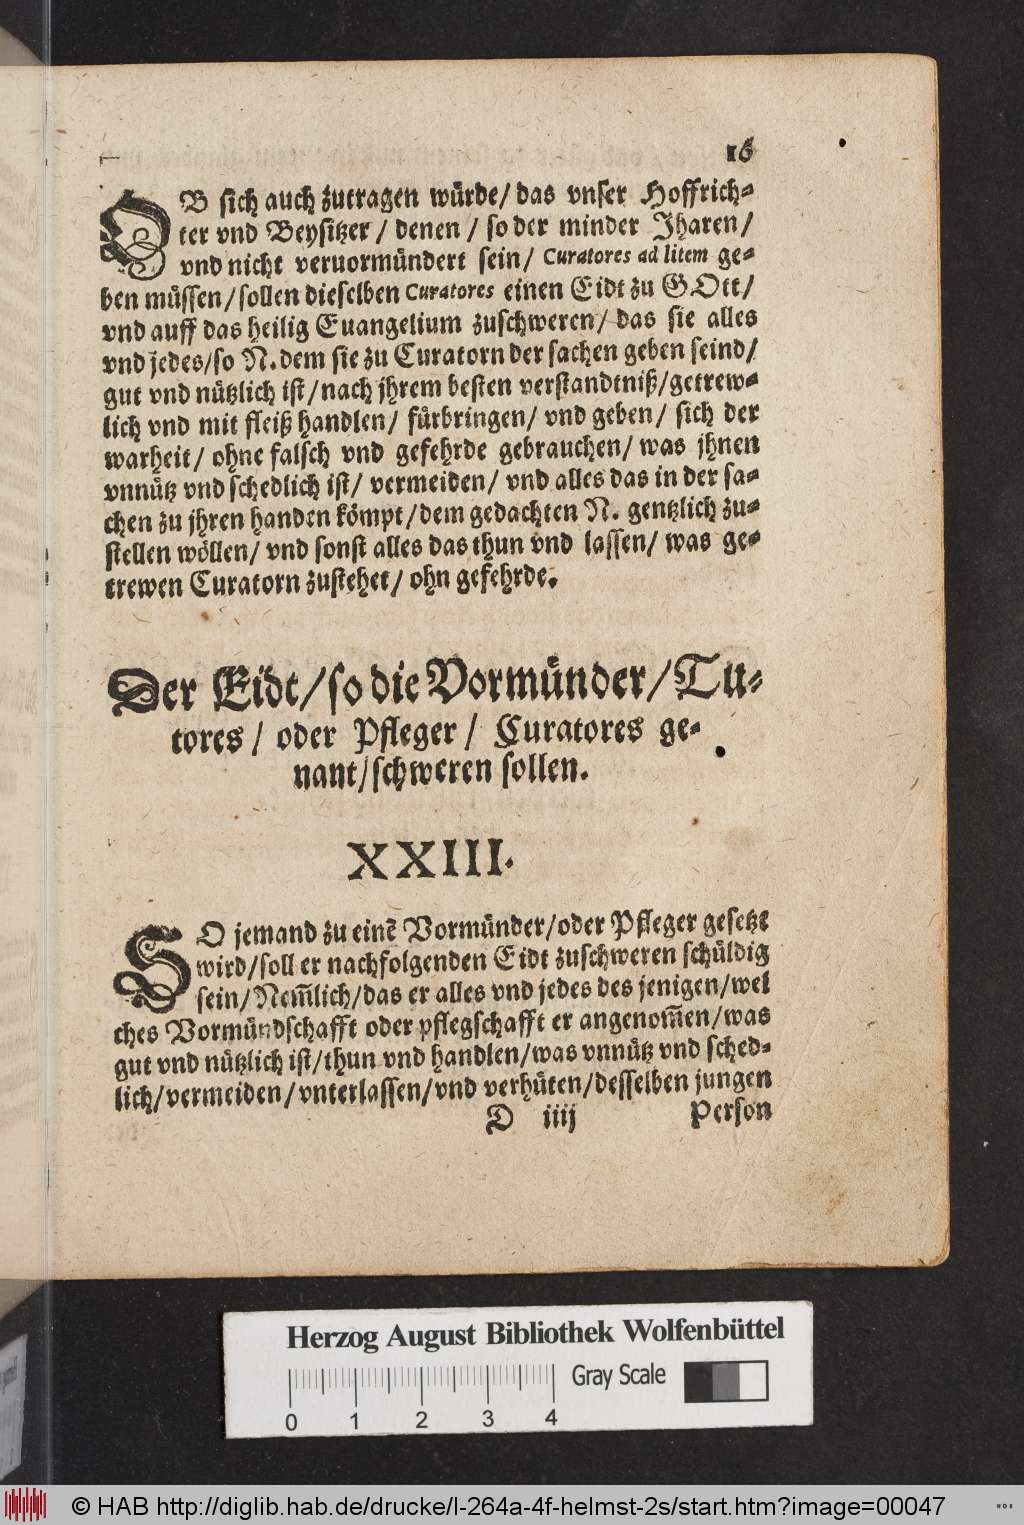 16
OB sich auch zutragen würde/ das vnser Hoffrich-
ter vnd Beysitzer / denen / so der minder Jharen/
vnd nicht veruormündert sein/ Curatores ad litem ge-
ben müssen/ sollen dieselben Curatores einen Eidt zu GOtt/
vnd auff das heilig Euangelium zuschweren/ das sie alles
vnd jedes/so N. dem sie zu Curatorn der sachen geben seind/
gut vnd nützlich ist/ nach jhrem besten verstandtniß/getrew-
lich vnd mit fleiß handlen/ fürbringen/ vnd geben/ sich der
warheit/ ohne falsch vnd gefehrde gebrauchen/ was jhnen
vnnütz vnd schedlich ist/ vermeiden/ vnd alles das in der sa-
chen zu jhren handen kömpt/dem gedachten N. gentzlich zu-
stellen wöllen/ vnd sonst alles das thun vnd lassen/ was ge-
trewen Curatorn zustehet/ ohn gefehrde.
Der Eidt/so die Vormünder/Tu-
tores / oder Pfleger / Curatores ge-
nant/schweren sollen.
XXIII.
SO jemand zu einē Vormünder/oder Pfleger gesetzt
wird/soll er nachfolgenden Eidt zuschweren schüldig
sein/Nem̄lich/das er alles vnd jedes des jenigen/wel
ches Vormündschafft oder pflegschafft er angenom̄en/was
gut vnd nützlich ist/thun vnd handlen/was vnnütz vnd sched-
lich/vermeiden/vnterlassen/vnd verhüten/desselben jungen
D iiij Person
Herzog August Bibliothek Wolfenbüttel
Gray Scale
0 1 2 3 4
© HAB http://diglib.hab.de/drucke/l-264a-4f-helmst-2s/start.htm?image=00047